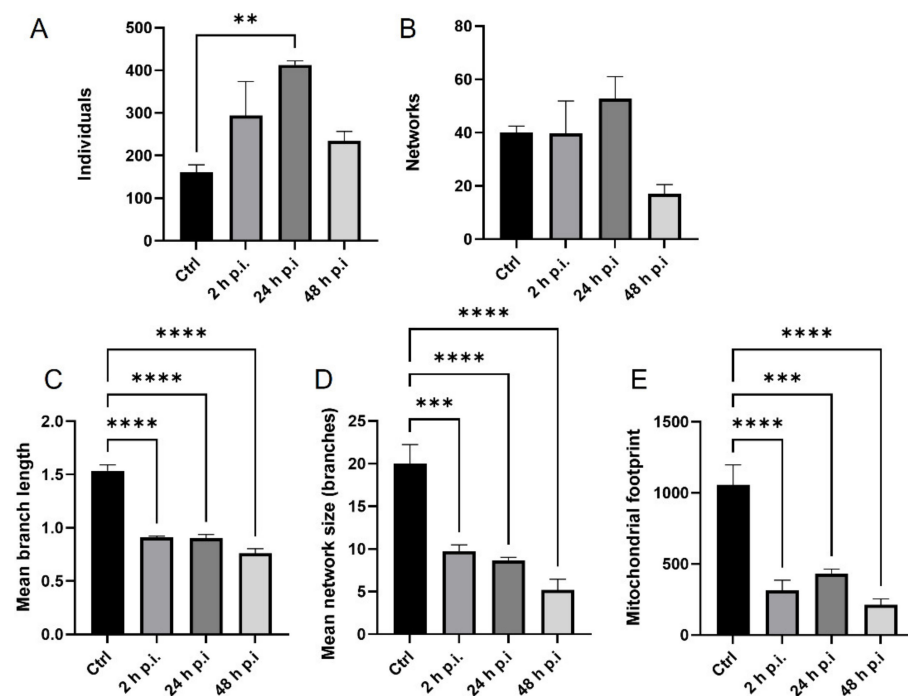 A
Individuals
500
400
300
200
100
0
**
Ctrl
2 h p.i.
24 h p.i
48 h p.i
B
Networks
80
60
40
20
0
Ctrl
2 h p.i.
24 h p.i
48 h p.i
C
Mean branch length
2.0
1.5
1.0
0.5
0.0
****
****
****
Ctrl
2 h p.i.
24 h p.i
48 h p.i
D
Mean network size (branches)
25
20
15
10
5
0
****
****
***
Ctrl
2 h p.i.
24 h p.i
48 h p.i
E
Mitochondrial footprint
1500
1000
500
0
****
***
****
Ctrl
2 h p.i.
24 h p.i
48 h p.i